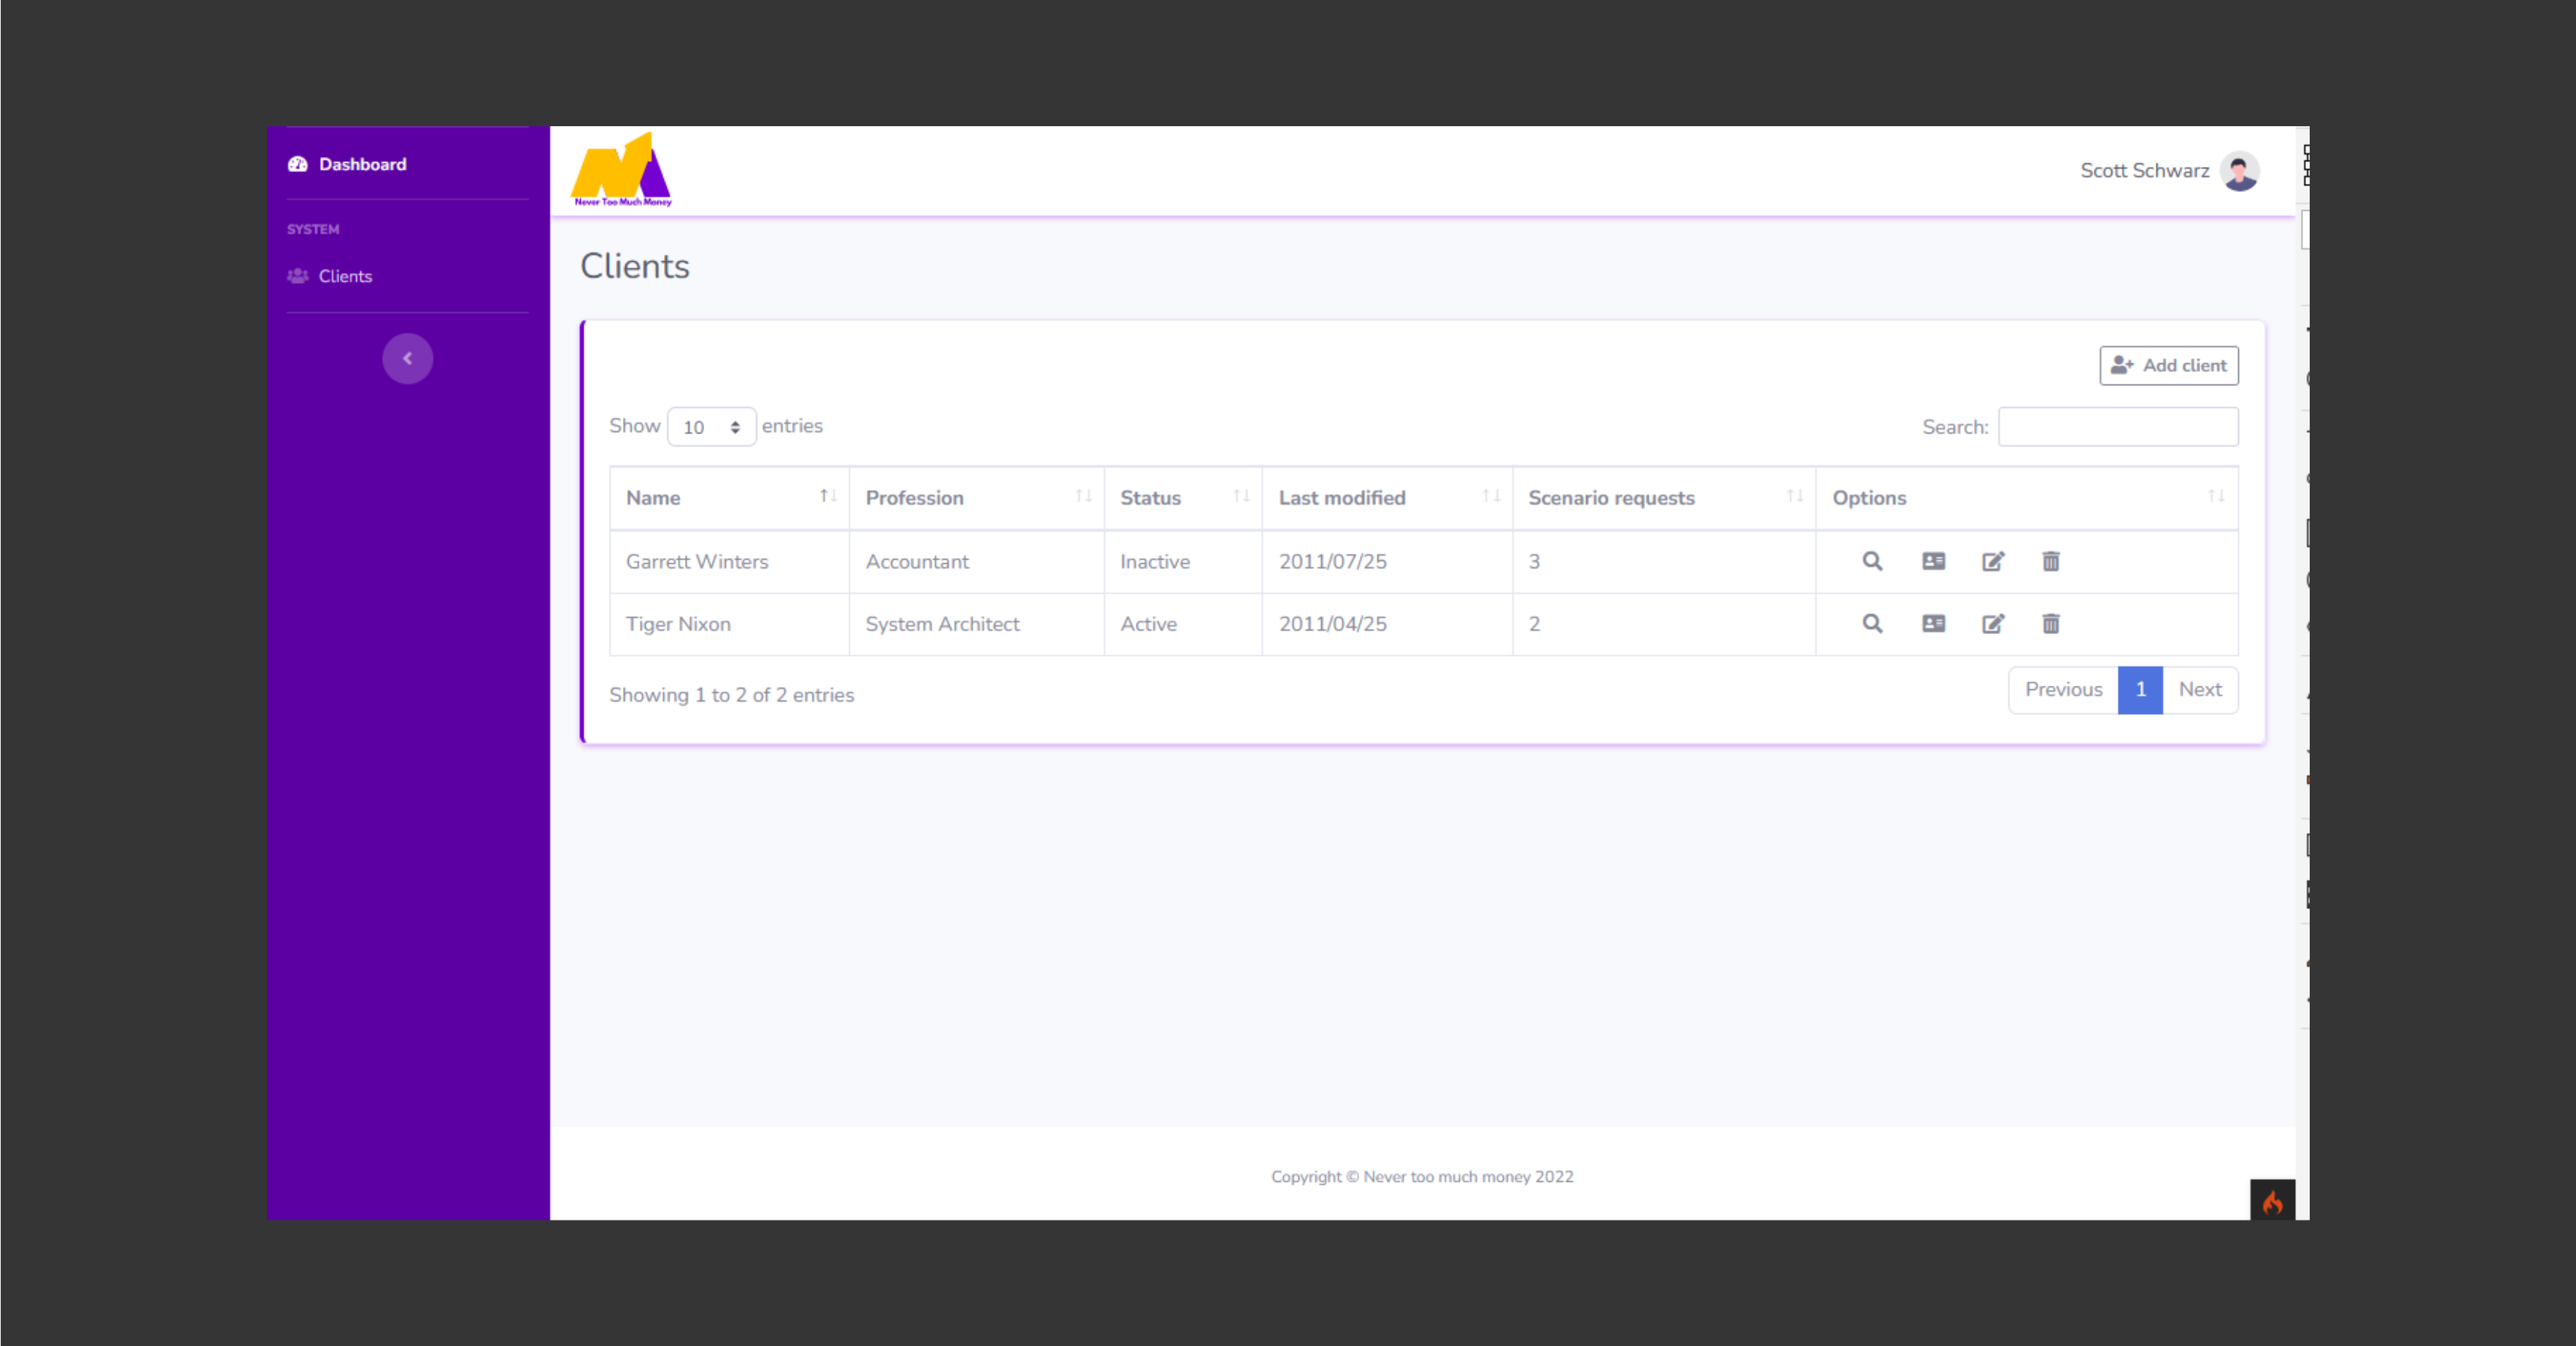 Dashboard
SYSTEM
Clients
Never Too Much Money
Scott Schwarz
Clients
Add client
Show 10 entries
Search:
Name Profession Status Last modified Scenario requests Options
Garrett Winters Accountant Inactive 2011/07/25 3
Tiger Nixon System Architect Active 2011/04/25 2
Showing 1 to 2 of 2 entries
Previous 1 Next
Copyright © Never too much money 2022